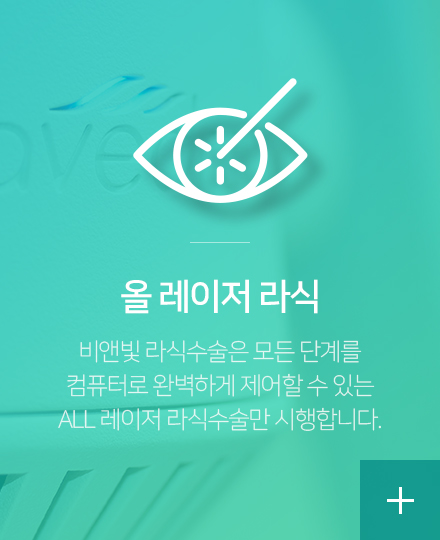 올 레이저 라식
비앤빛 라식수술은 모든 단계를
컴퓨터로 완벽하게 제어할 수 있는
ALL 레이저 라식수술만 시행합니다.